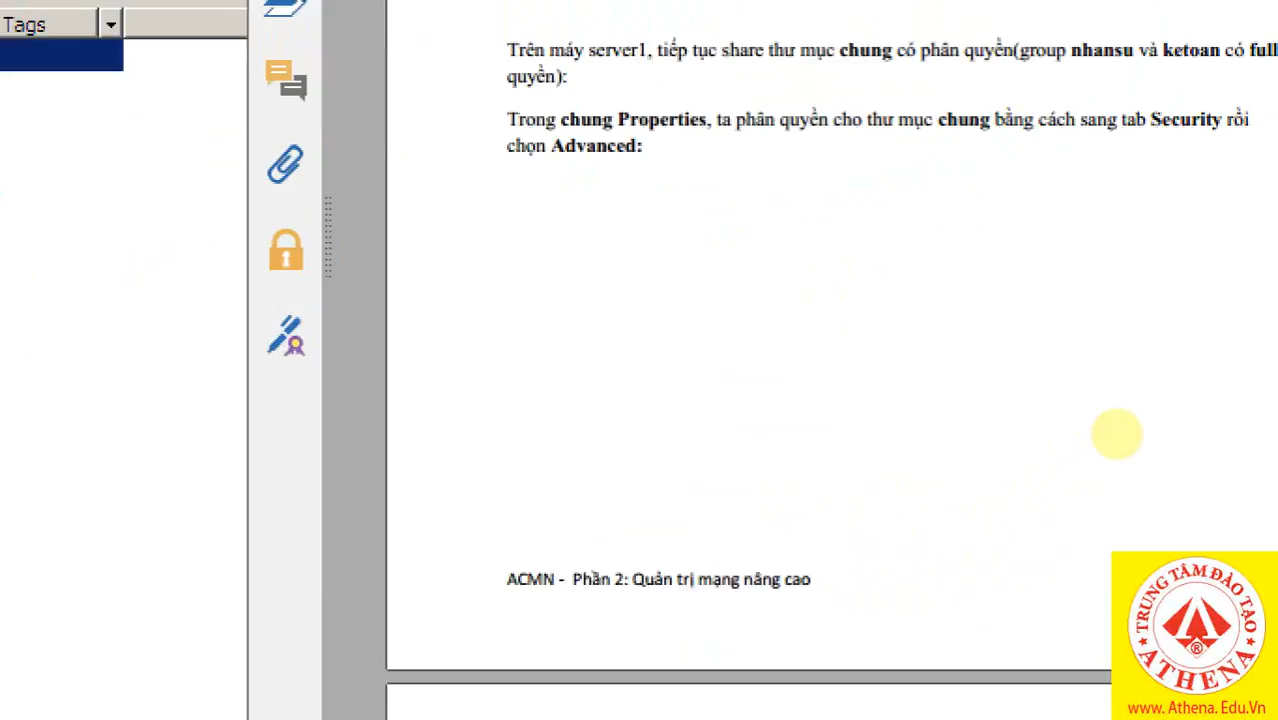 Tags
Trên máy server1, tiếp tục share thư mục chung có phân quyền(group nhansu và ketoan có full
quyền):
Trong chung Properties, ta phân quyền cho thư mục chung bằng cách sang tab Security rồi
chọn Advanced:
ACMN - Phần 2: Quản trị mạng nâng cao
TRUNG TÂM ĐÀO TẠO
®
ATHENA
www.Athena.Edu.Vn